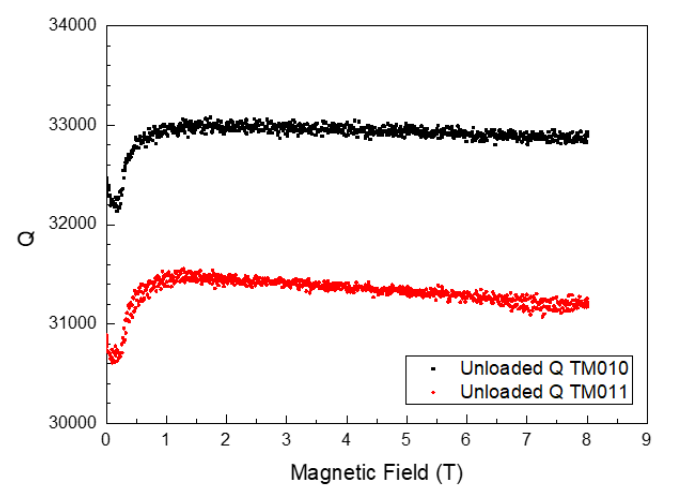 34000
33000
32000
31000
30000
Q
Unloaded Q TM010
Unloaded Q TM011
0 1 2 3 4 5 6 7 8 9
Magnetic Field (T)